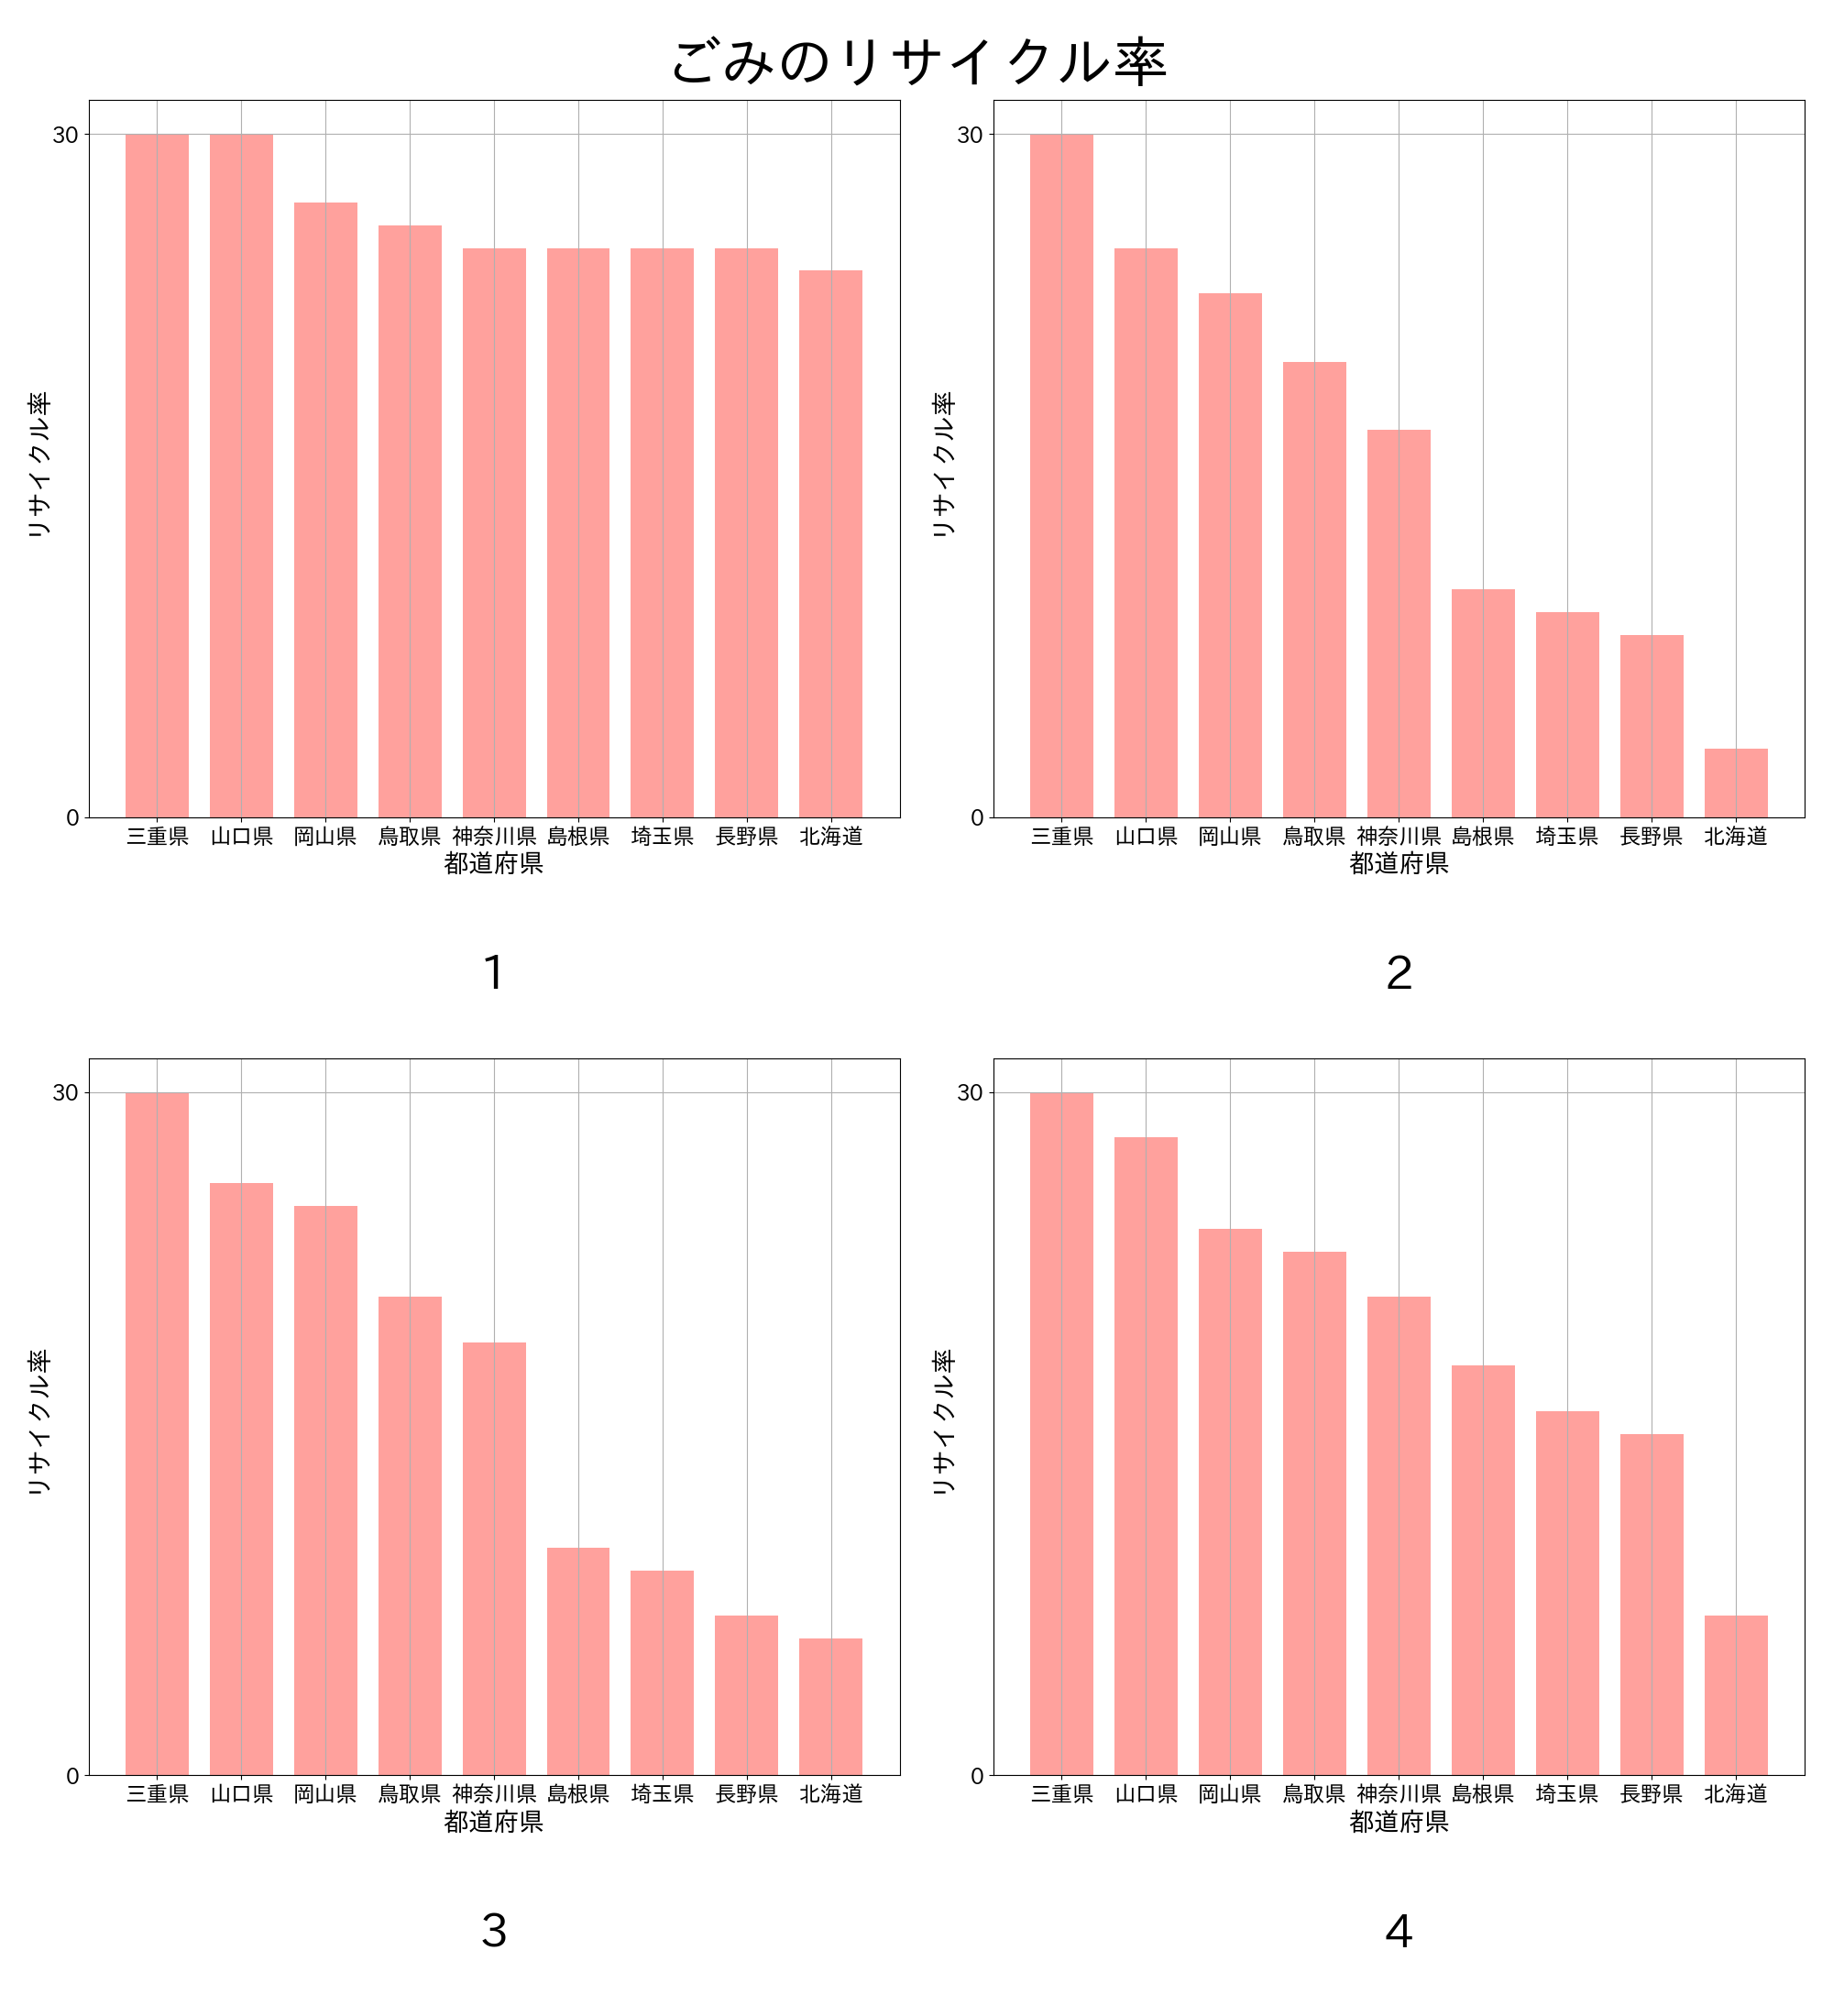 ごみのリサイクル率
30
0
リサイクル率
三重県 山口県 岡山県 鳥取県 神奈川県 島根県 埼玉県 長野県 北海道
都道府県
1
30
0
リサイクル率
三重県 山口県 岡山県 鳥取県 神奈川県 島根県 埼玉県 長野県 北海道
都道府県
2
30
0
リサイクル率
三重県 山口県 岡山県 鳥取県 神奈川県 島根県 埼玉県 長野県 北海道
都道府県
3
30
0
リサイクル率
三重県 山口県 岡山県 鳥取県 神奈川県 島根県 埼玉県 長野県 北海道
都道府県
4